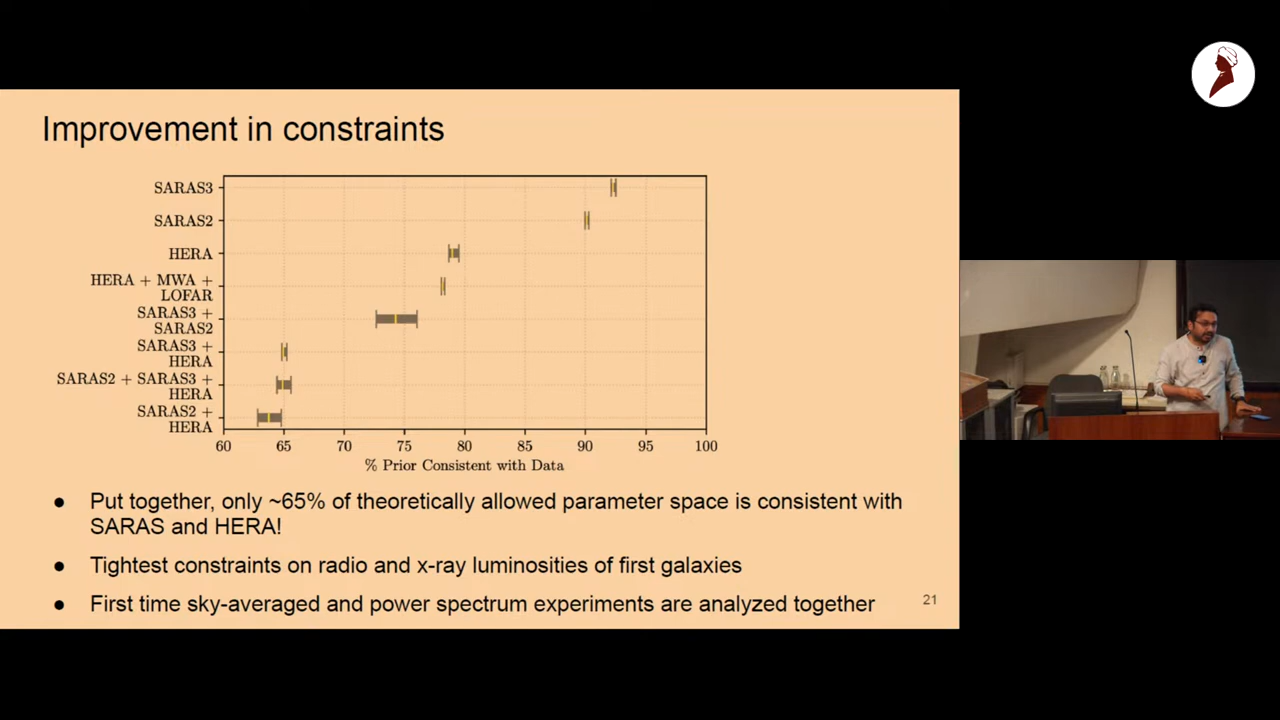 Improvement in constraints
SARAS3
SARAS2
HERA
HERA + MWA +
LOFAR
SARAS3 +
SARAS2
SARAS3 +
HERA
SARAS2 + SARAS3 +
HERA
SARAS2 +
HERA
60 65 70 75 80 85 90 95 100
% Prior Consistent with Data
● Put together, only ~65% of theoretically allowed parameter space is consistent with
SARAS and HERA!
● Tightest constraints on radio and x-ray luminosities of first galaxies
● First time sky-averaged and power spectrum experiments are analyzed together
21